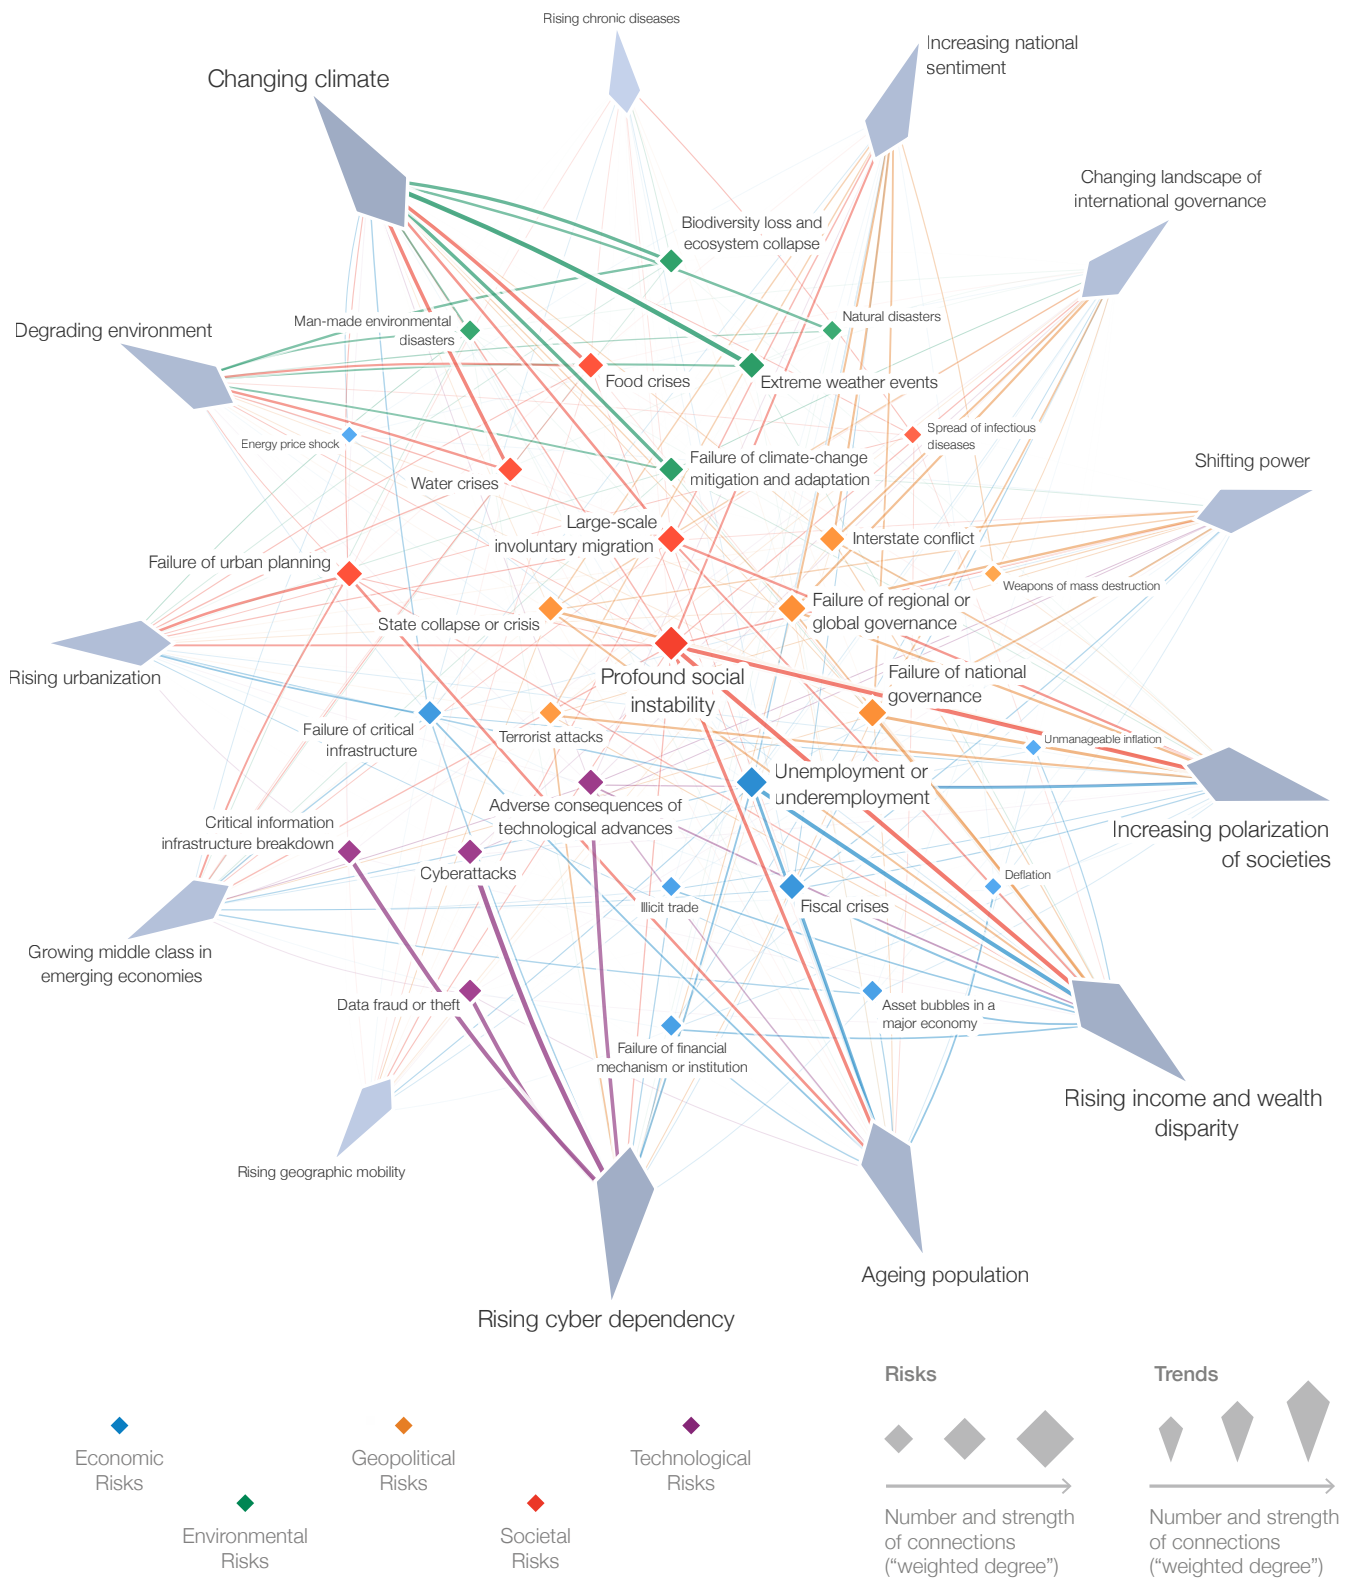 Rising chronic diseases
Increasing national
sentiment
Changing climate
Changing landscape of
international governance
Biodiversity loss and
ecosystem collapse
Degrading environment
Man-made environmental
disasters
Natural disasters
Food crises
Extreme weather events
Energy price shock
Spread of infectious
diseases
Water crises
Failure of climate-change
mitigation and adaptation
Shifting power
Large-scale
involuntary migration
Interstate conflict
Failure of urban planning
Weapons of mass destruction
State collapse or crisis
Failure of regional or
global governance
Rising urbanization
Profound social
instability
Failure of national
governance
Failure of critical
infrastructure
Terrorist attacks
Unmanageable inflation
Unemployment or
underemployment
Adverse consequences of
technological advances
Critical information
infrastructure breakdown
Increasing polarization
of societies
Cyberattacks
Deflation
Illicit trade
Fiscal crises
Growing middle class in
emerging economies
Data fraud or theft
Asset bubbles in a
major economy
Failure of financial
mechanism or institution
Rising income and wealth
disparity
Rising geographic mobility
Ageing population
Rising cyber dependency
Risks
Trends
Economic
Risks
Geopolitical
Risks
Technological
Risks
Environmental
Risks
Societal
Risks
Number and strength
of connections
(“weighted degree”)
Number and strength
of connections
(“weighted degree”)